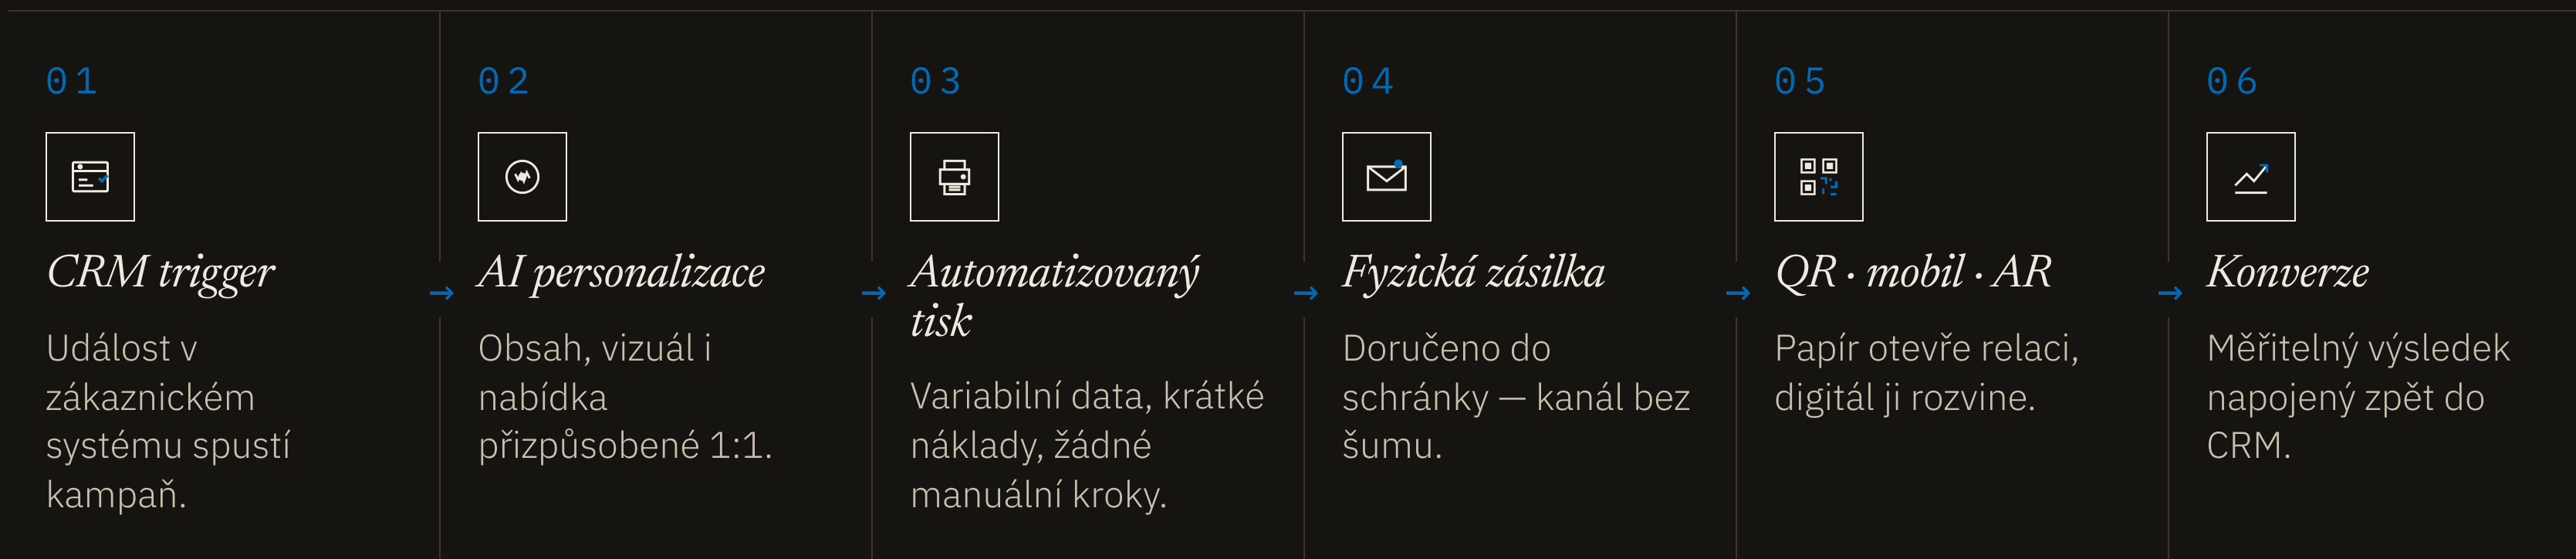 01
CRM trigger
Událost v
zákaznickém
systému spustí
kampaň.
→
02
AI personalizace
Obsah, vizuál i
nabídka
přizpůsobené 1:1.
→
03
Automatizovaný
tisk
Variabilní data, krátké
náklady, žádné
manuální kroky.
→
04
Fyzická zásilka
Doručeno do
schránky — kanál bez
šumu.
→
05
QR · mobil · AR
Papír otevře relaci,
digitál ji rozvine.
→
06
Konverze
Měřitelný výsledek
napojený zpět do
CRM.